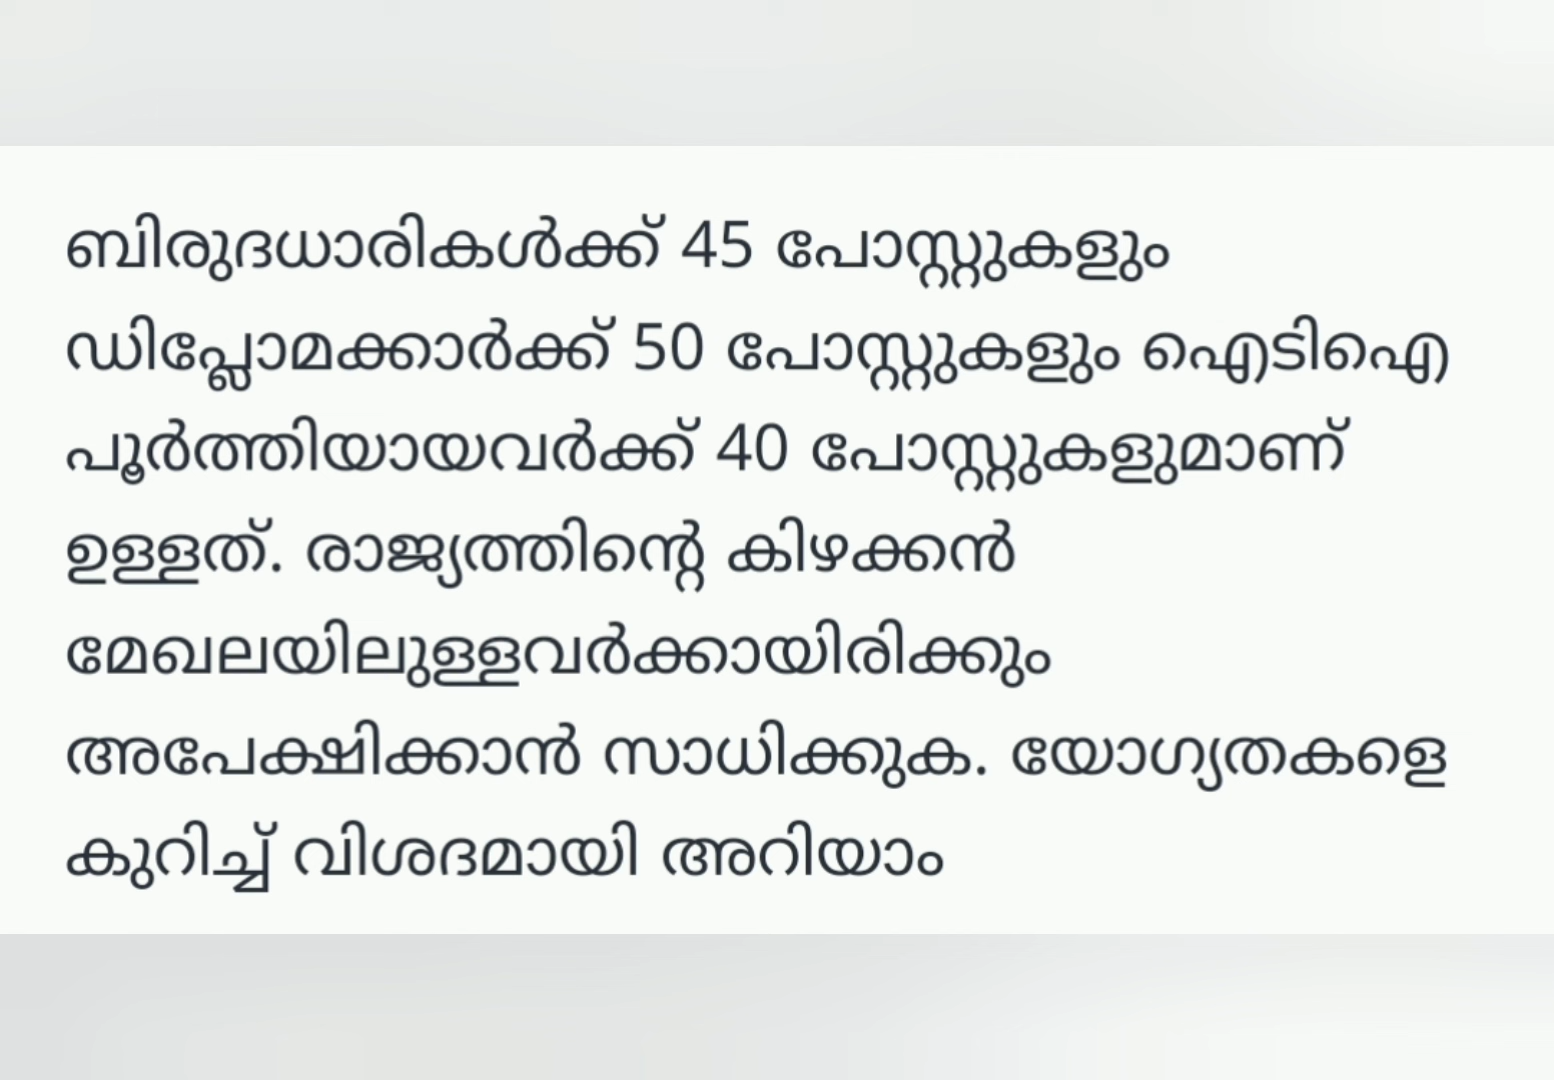 ബിരുദധാരികൾക്ക് 45 പോസ്റ്റുകളും
ഡിപ്ലോമക്കാർക്ക് 50 പോസ്റ്റുകളും ഐടിഐ
പൂർത്തിയായവർക്ക് 40 പോസ്റ്റുകളുമാണ്
ഉള്ളത്. രാജ്യത്തിന്റെ കിഴക്കൻ
മേഖലയിലുള്ളവർക്കായിരിക്കും
അപേക്ഷിക്കാൻ സാധിക്കുക. യോഗ്യതകളെ
കുറിച്ച് വിശദമായി അറിയാം